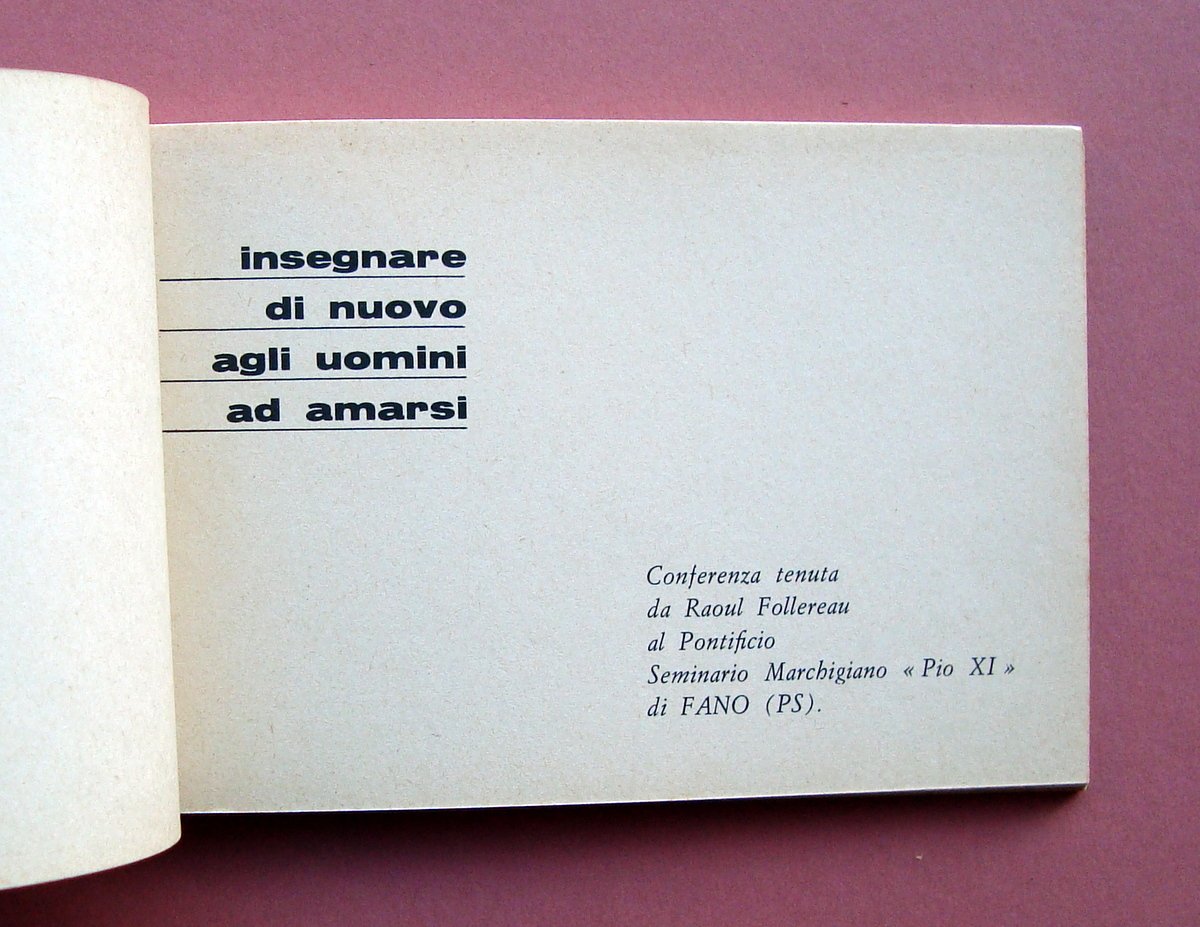 insegnare
di nuovo
agli uomini
ad amarsi
Conferenza tenuta
da Raoul Follereau
al Pontificio
Seminario Marchigiano « Pio XI »
di FANO (PS).